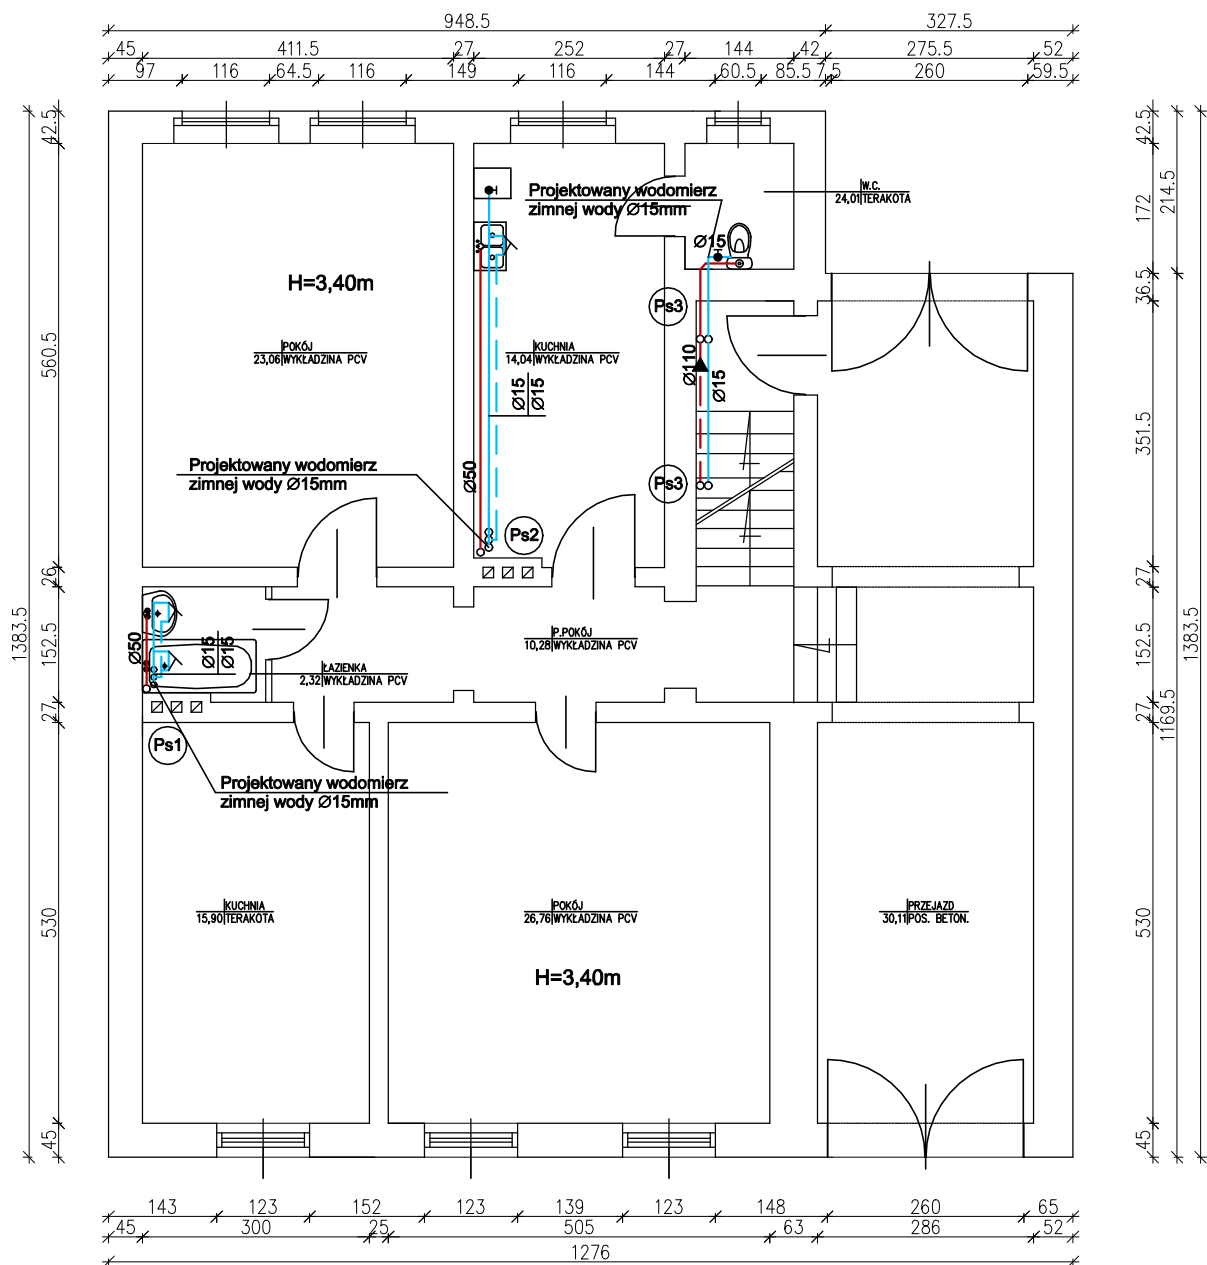 948.5 327.5
45 411.5 27 252 27 144 42 275.5 52
97 116 64.5 116 149 116 144 60.5 85.5 7.5 260 59.5
42.5 42.5
W.C.
24,01 TERAKOTA
Projektowany wodomierz
zimnej wody Ø15mm
172 214.5
Ø15
H=3,40m
Ps3
36.5
POKÓJ
23,06 WYKŁADZINA PCV
KUCHNIA
14,04 WYKŁADZINA PCV
560.5
Ø110
Ø15
Ø15
Ø15
351.5
Projektowany wodomierz
zimnej wody Ø15mm
Ø50
Ps3
Ps2
26 27
1383.5
152.5
Ø50
Ø15
Ø15
P.POKÓJ
10,28 WYKŁADZINA PCV
ŁAZIENKA
2,32 WYKŁADZINA PCV
152.5
1383.5
27 27
1169.5
Ps1
Projektowany wodomierz
zimnej wody Ø15mm
KUCHNIA
15,90 TERAKOTA
POKÓJ
26,76 WYKŁADZINA PCV
PRZEJAZD
30,11 POS. BETON.
530 530
H=3,40m
45 45
143 123 152 123 139 123 148 260 65
45 300 25 505 63 286 52
1276